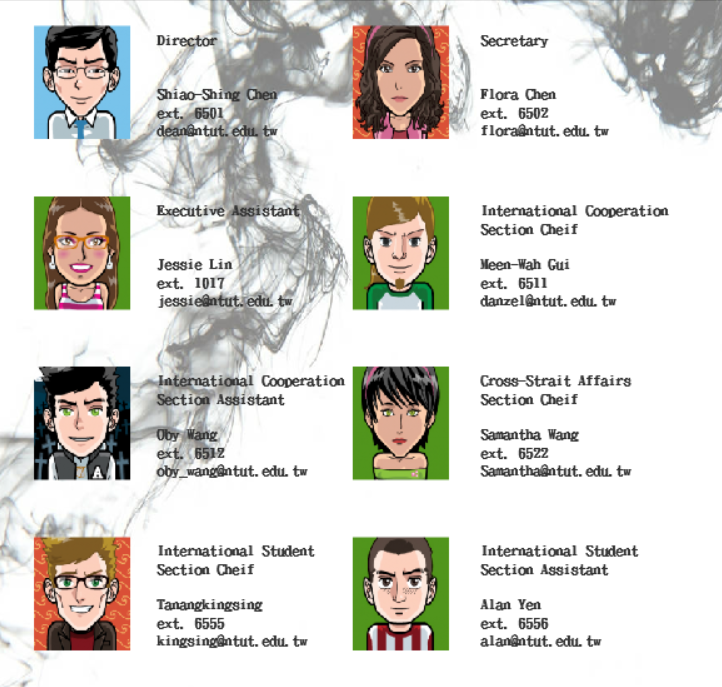 Director
Shiao-Shing Chen
ext. 6501
dean@ntut.edu.tw
Secretary
Flora Chen
ext. 6502
flora@ntut.edu.tw
Executive Assistant
Jessie Lin
ext. 1017
jessie@ntut.edu.tw
International Cooperation
Section Cheif
Meen-Wah Gui
ext. 6511
danzel@ntut.edu.tw
International Cooperation
Section Assistant
Oby Wang
ext. 6512
oby_wang@ntut.edu.tw
Cross-Strait Affairs
Section Cheif
Samantha Wang
ext. 6522
Samantha@ntut.edu.tw
International Student
Section Cheif
Tanangkingsing
ext. 6555
kingsing@ntut.edu.tw
International Student
Section Assistant
Alan Yen
ext. 6556
alan@ntut.edu.tw
A